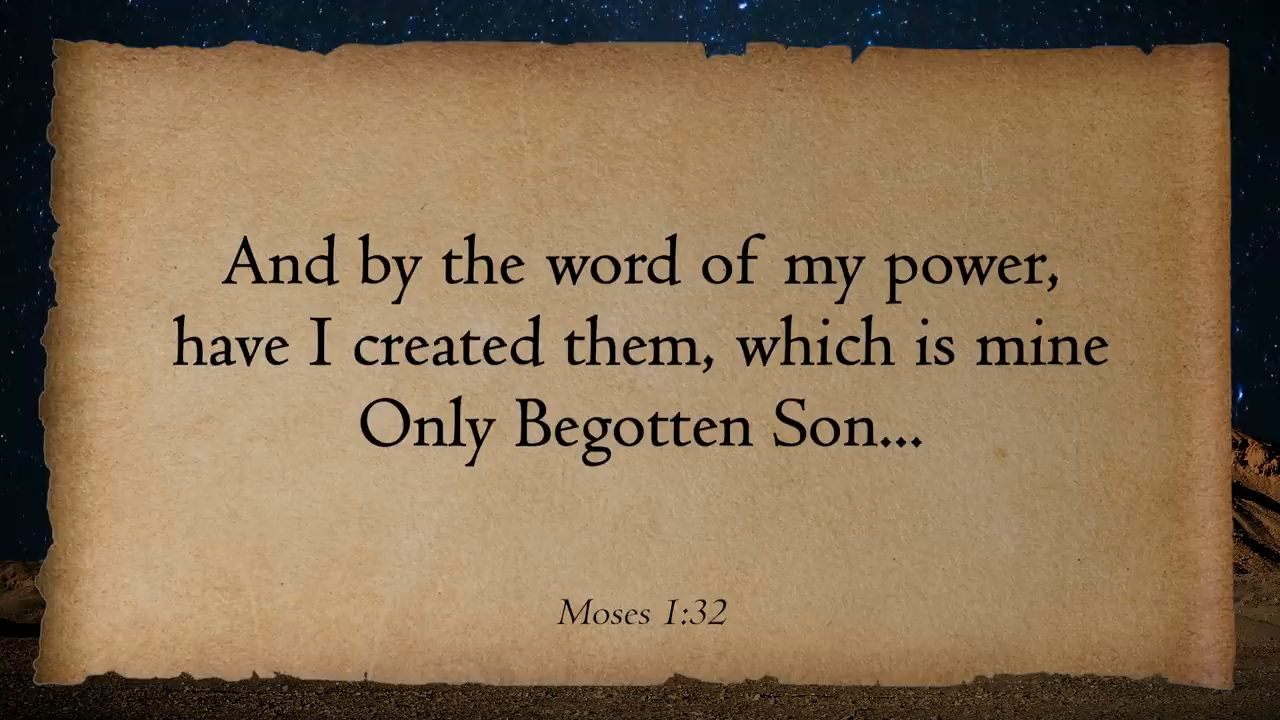 And by the word of my power,
have I created them, which is mine
Only Begotten Son...
Moses 1:32